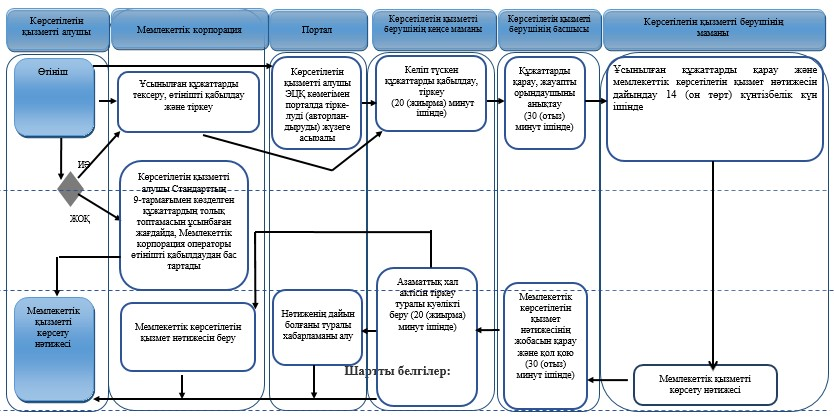 Көрсетілетін
қызметті алушы
Мемлекеттік корпорация
Портал
Көрсетілетін қызметті
берушінің кеңсе маманы
Көрсетілетін қызметі
берушінің басшысы
Көрсетілетін қызметті берушінің
маманы
Өтініш
Ұсынылған құжаттарды
тексеру, өтінішті қабылдау
және тіркеу
Көрсетілетін
қызметті алушы
ЭЦҚ көмегімен
порталда тірке-
луді (авторлан-
дыруды) жүзеге
асыралы
Келіп түскен
құжаттарды қабылдау,
тіркеу
(20 (жиырма) минут
ішінде)
Құжаттарды
қарау, жауапты
орындаушыны
анықтау
(30 (отыз)
минут ішінде)
Ұсынылған құжаттарды қарау және
мемлекеттік көрсетілетін қызмет нәтижесін
дайындау 14 (он төрт) күнтізбелік күн
ішінде
ИӘ
ЖОҚ
Көрсетілетін қызметті
алушы Стандарттың
9-тармағымен көзделген
құжаттардың толық
топтамасын ұсынбаған
жағдайда, Мемлекеттік
корпорация операторы
өтінішті қабылдаудан бас
тартады
Мемлекеттік
қызметті
көрсету
нәтижесі
Мемлекеттік көрсетілетін
қызмет нәтижесін беру
Нәтиженің дайын
болғаны туралы
хабарламаны алу
Азаматтық хал
актісін тіркеу
туралы куәлікті
беру (20 (жиырма)
минут ішінде)
Мемлекеттік
көрсетілетін
қызмет
нәтижесінің
жобасын қарау
және қол қою
(30 (отыз)
минут ішінде)
Мемлекеттік қызметті
көрсету нәтижесі
Шартты белгілер: